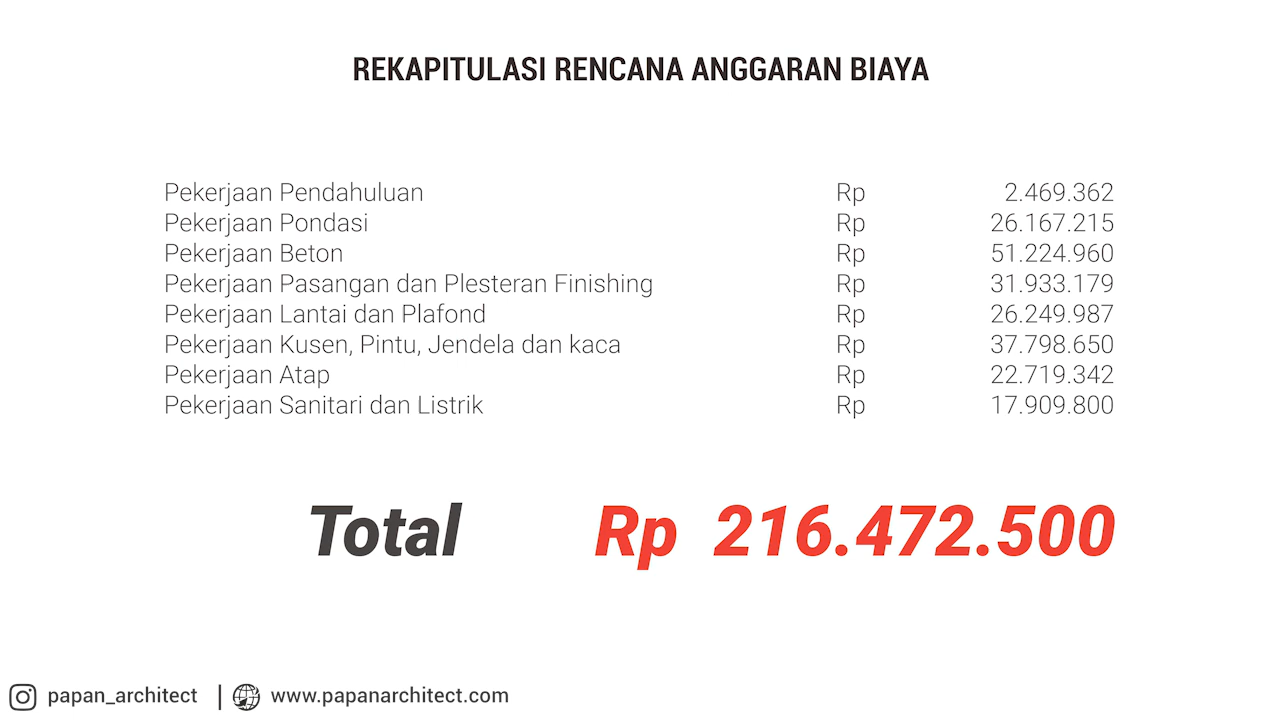 REKAPITULASI RENCANA ANGGARAN BIAYA
Pekerjaan Pendahuluan Rp 2.469.362
Pekerjaan Pondasi Rp 26.167.215
Pekerjaan Beton Rp 51.224.960
Pekerjaan Pasangan dan Plesteran Finishing Rp 31.933.179
Pekerjaan Lantai dan Plafond Rp 26.249.987
Pekerjaan Kusen, Pintu, Jendela dan kaca Rp 37.798.650
Pekerjaan Atap Rp 22.719.342
Pekerjaan Sanitari dan Listrik Rp 17.909.800
Total Rp 216.472.500
papan_architect | www.papanarchitect.com